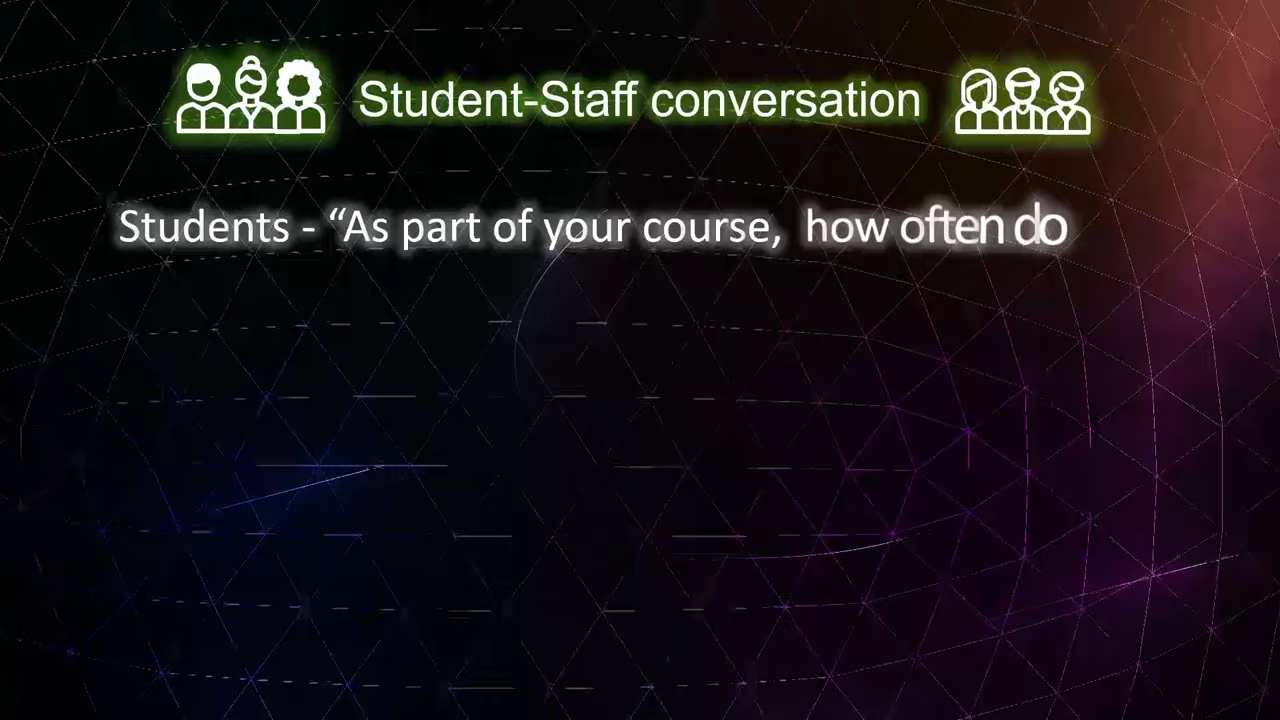 Student-Staff conversation
Students - “As part of your course, how often do